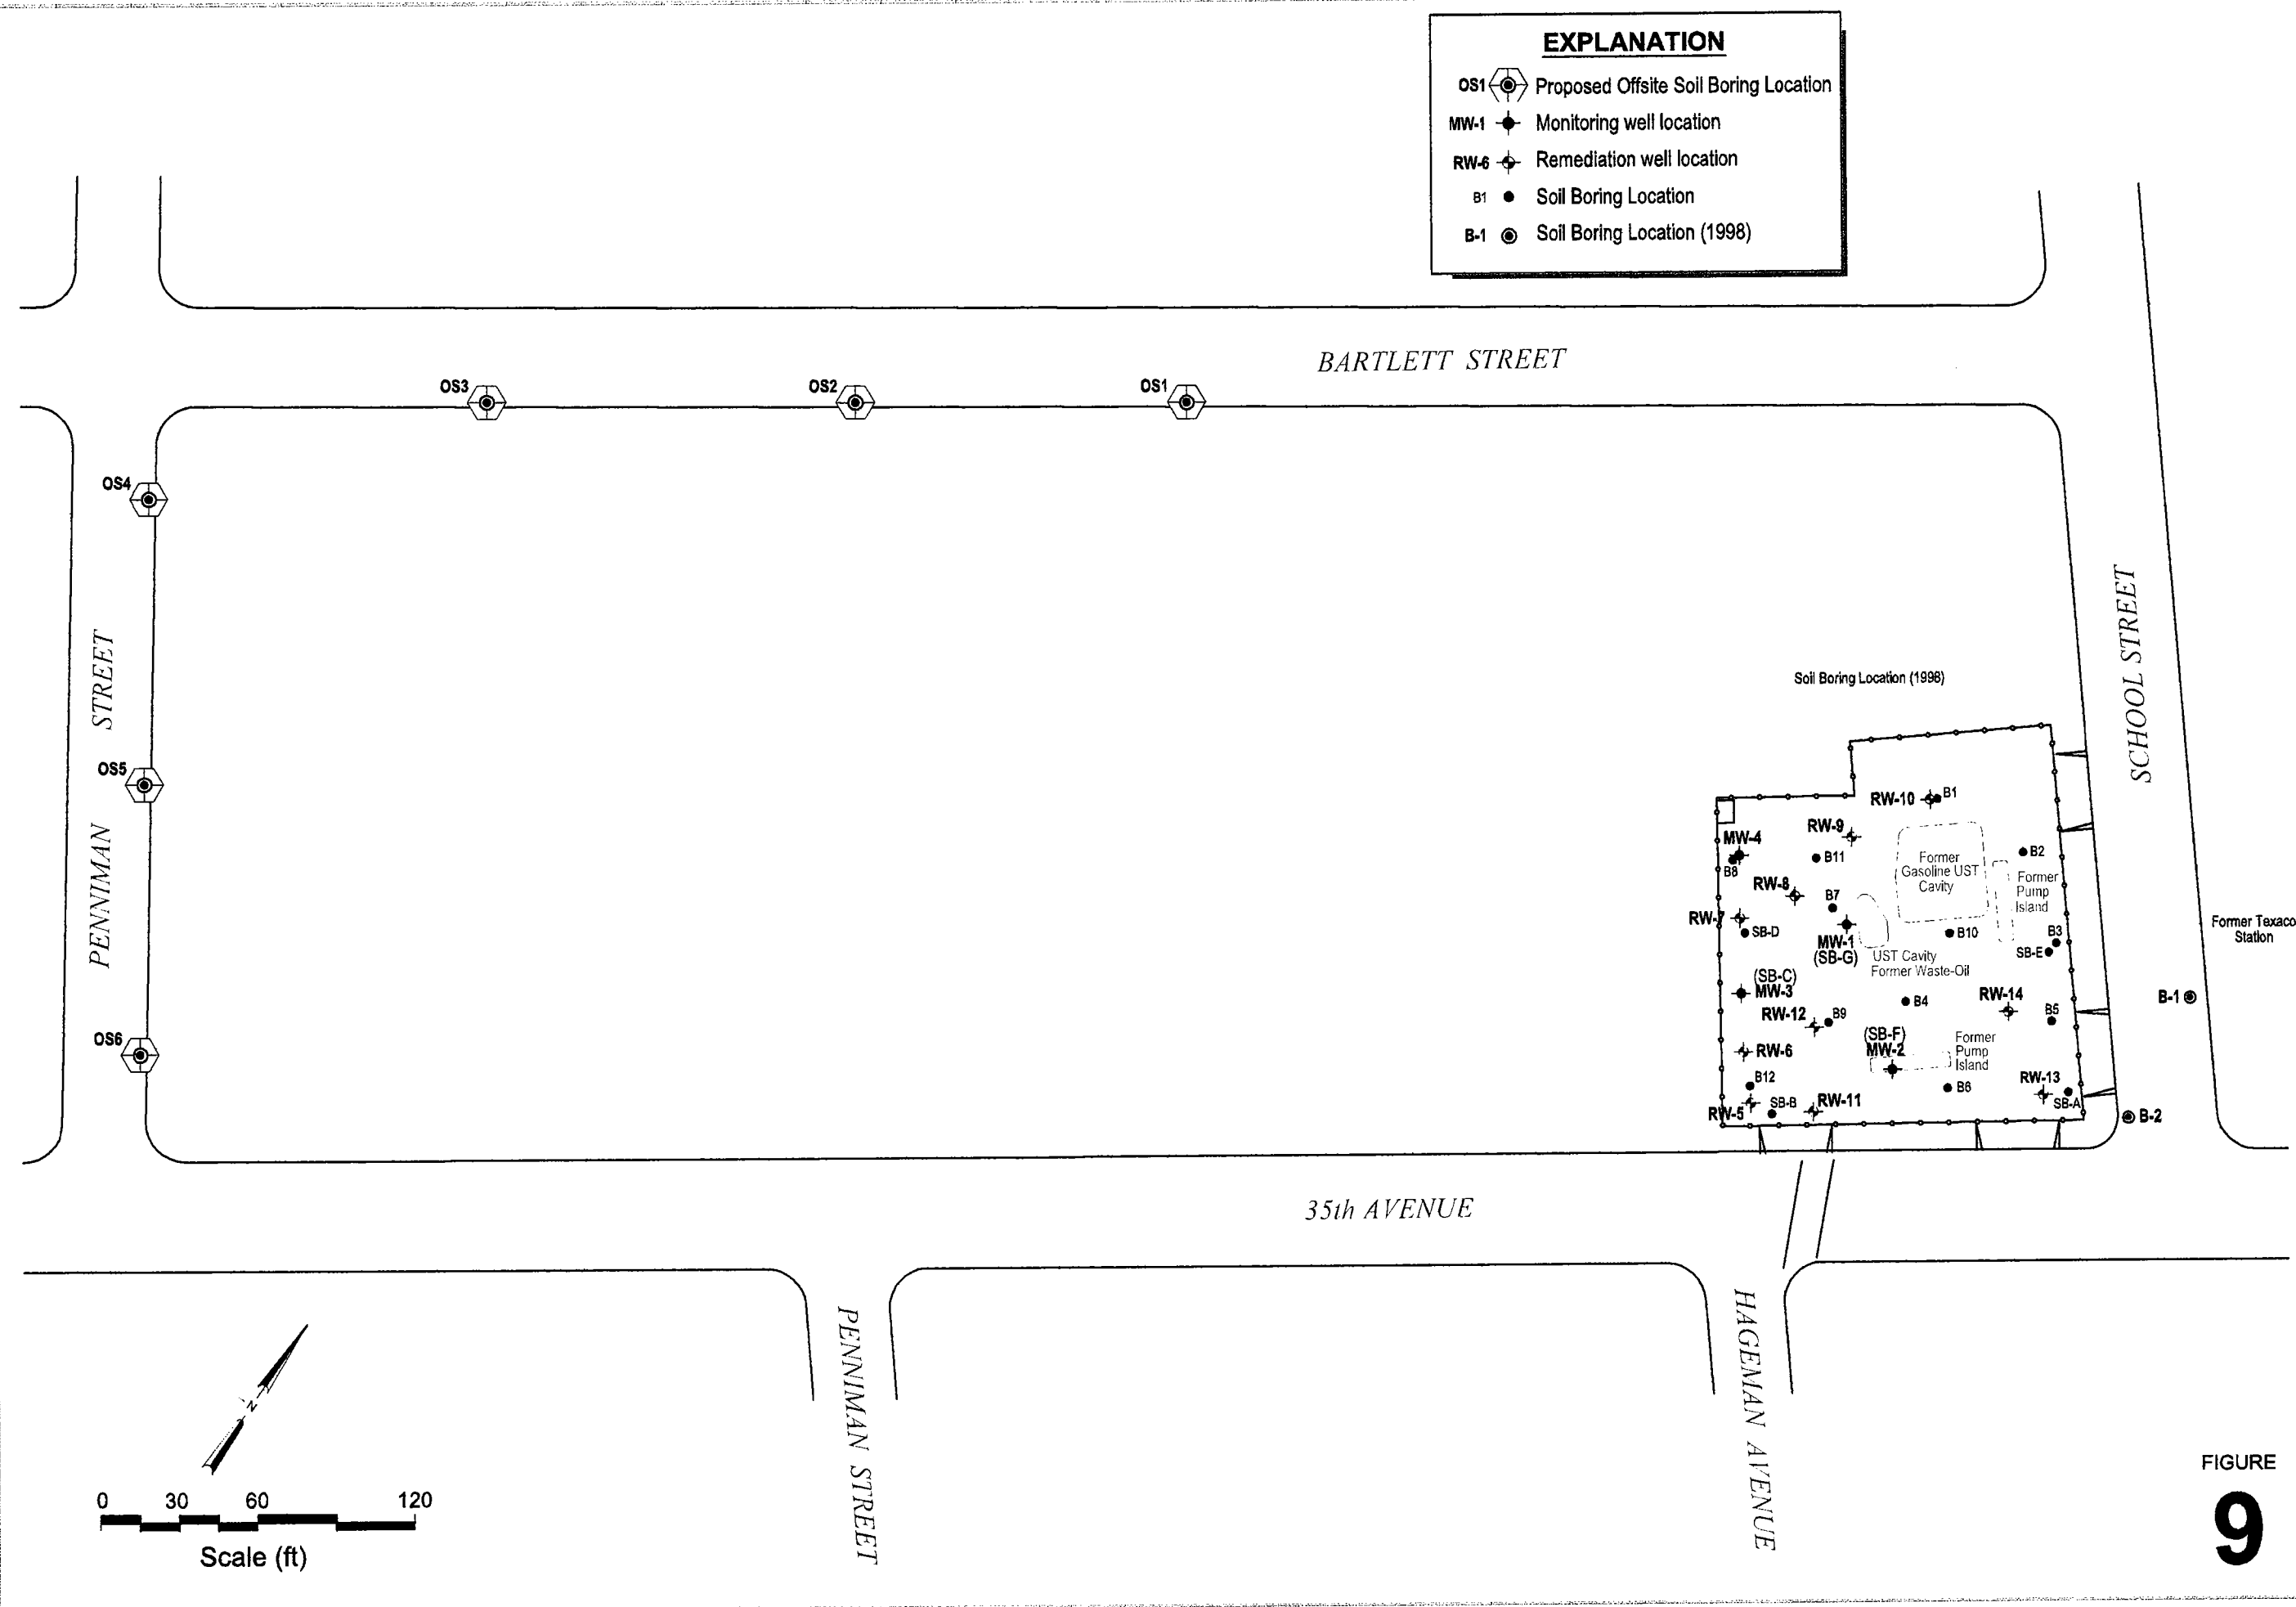 EXPLANATION
OS1 Proposed Offsite Soil Boring Location
MW-1 Monitoring well location
RW-6 Remediation well location
B1 Soil Boring Location
B-1 Soil Boring Location (1998)
BARTLETT STREET
OS3
OS2
OS1
OS4
OS5
OS6
PENNIMAN STREET
SCHOOL STREET
Soil Boring Location (1998)
RW-10
B1
RW-9
MW-4
B11
B2
B8
Former
Gasoline UST
Cavity
Former
Pump
Island
RW-8
B7
RW-7
SB-D
MW-1
(SB-G)
B10
B3
SB-E
UST Cavity
Former Waste-Oil
Former Texaco
Station
(SB-C)
MW-3
B4
RW-14
B-1
RW-12
B9
B5
(SB-F)
MW-2
Former
Pump
Island
RW-6
B12
B6
RW-13
SB-A
RW-5
SB-B
RW-11
B-2
35th AVENUE
PENNIMAN STREET
HAGEMAN AVENUE
N
0 30 60 120
Scale (ft)
FIGURE
9